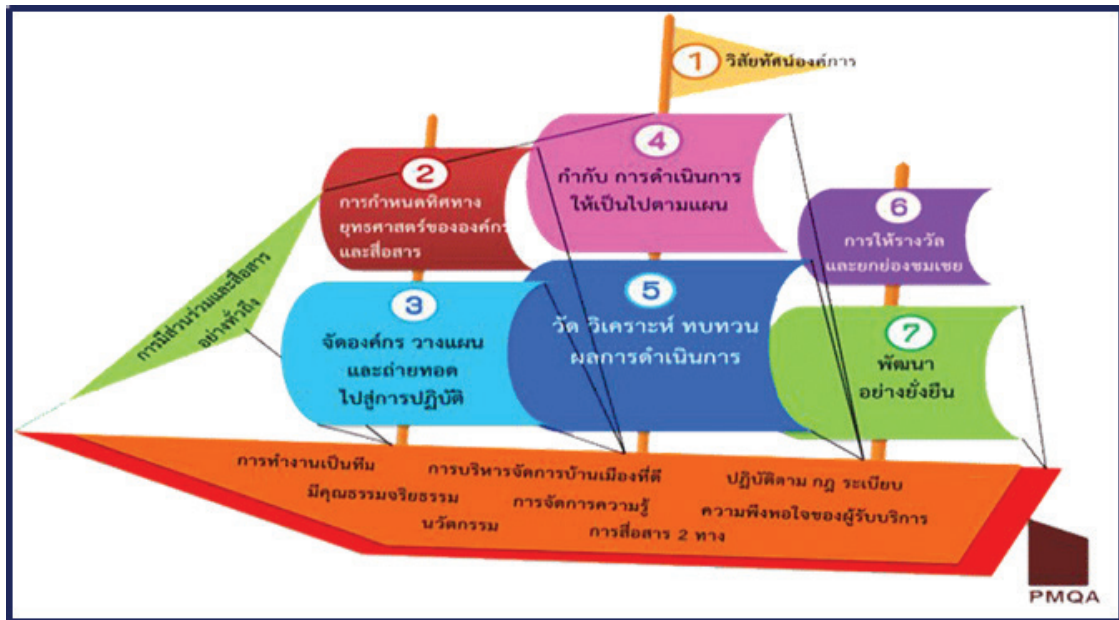 1 วิสัยทัศน์องค์การ
2
การกำหนดทิศทาง
ยุทธศาสตร์ขององค์กร
และสื่อสาร
3
จัดองค์กร วางแผน
และถ่ายทอด
ไปสู่การปฏิบัติ
4
กำกับ การดำเนินการ
ให้เป็นไปตามแผน
5
วัด วิเคราะห์ ทบทวน
ผลการดำเนินการ
6
การให้รางวัล
และยกย่องชมเชย
7
พัฒนา
อย่างยั่งยืน
การมีส่วนร่วมและสื่อสาร
อย่างทั่วถึง
การทำงานเป็นทีม
การบริหารจัดการบ้านเมืองที่ดี
ปฏิบัติตาม กฎ ระเบียบ
มีคุณธรรมจริยธรรม
การจัดการความรู้
ความพึงพอใจของผู้รับบริการ
นวัตกรรม
การสื่อสาร 2 ทาง
PMQA